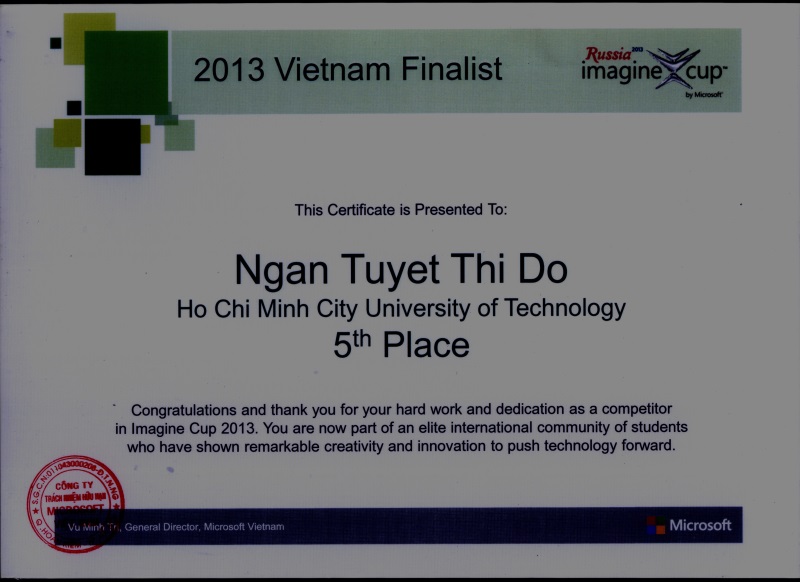 2013 Vietnam Finalist
Russia 2013
imagine cup
by Microsoft
This Certificate is Presented To:
Ngan Tuyet Thi Do
Ho Chi Minh City University of Technology
5th Place
Congratulations and thank you for your hard work and dedication as a competitor
in Imagine Cup 2013. You are now part of an elite international community of students
who have shown remarkable creativity and innovation to push technology forward.
CÔNG TY
TRÁCH NHIỆM HỮU HẠN
MICROSOFT
Vu Minh Tri, General Director, Microsoft Vietnam
Microsoft